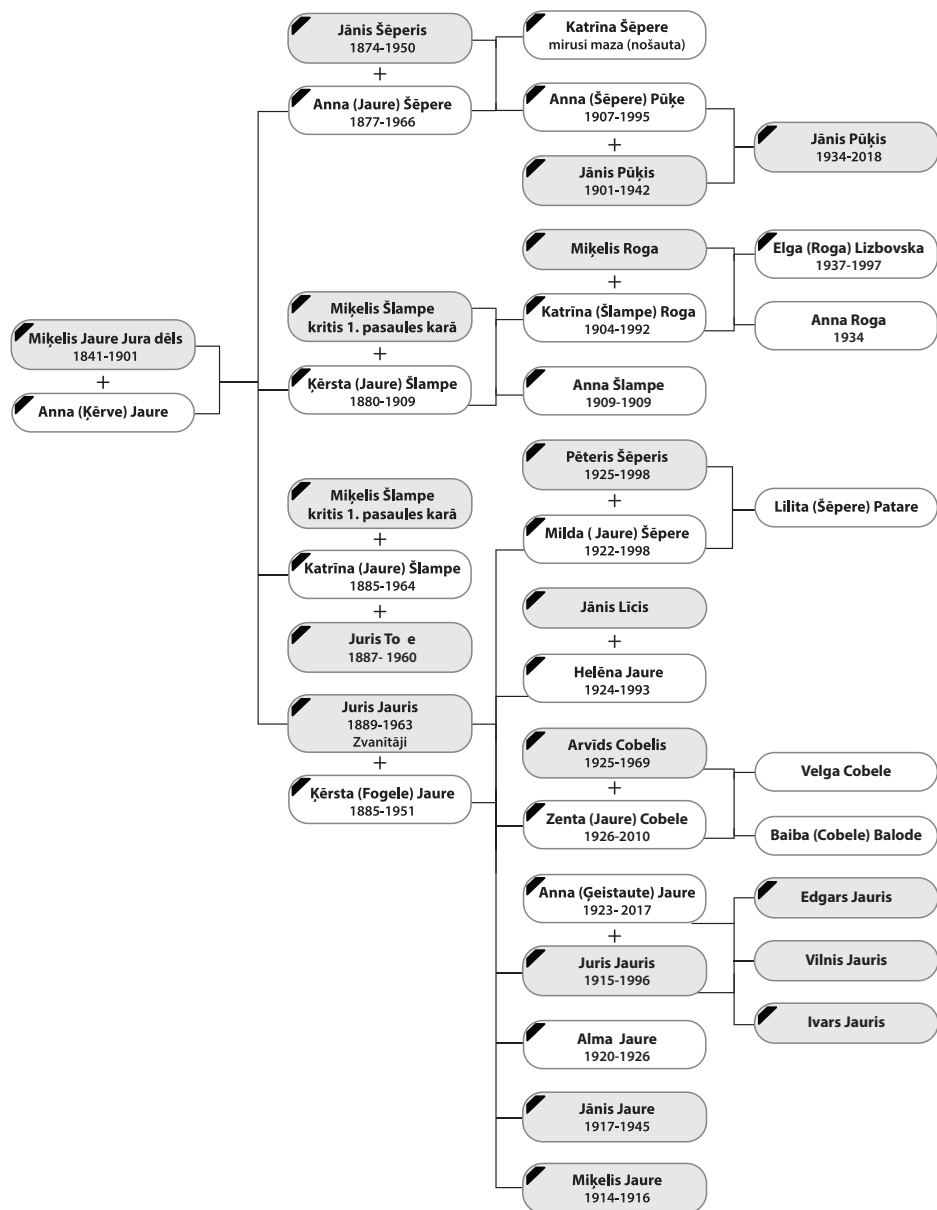 Miķelis Jaure Jura dēls
1841-1901
+
Anna (Ķērve) Jaure
Jānis Šēperis
1874-1950
+
Anna (Jaure) Šēpere
1877-1966
Miķelis Šlampe
kritis 1. pasaules karā
+
Ķērsta (Jaure) Šlampe
1880-1909
Miķelis Šlampe
kritis 1. pasaules karā
+
Katrīna (Jaure) Šlampe
1885-1964
+
Juris To e
1887- 1960
Juris Jauris
1889-1963
Zvanītāji
+
Ķērsta (Fogele) Jaure
1885-1951
Katrīna Šēpere
mirusi maza (nošauta)
Anna (Šēpere) Pūķe
1907-1995
+
Jānis Pūķis
1901-1942
Miķelis Roga
+
Katrīna (Šlampe) Roga
1904-1992
Anna Šlampe
1909-1909
Pēteris Šēperis
1925-1998
+
Milda ( Jaure) Šēpere
1922-1998
Jānis Līcis
+
Helēna Jaure
1924-1993
Arvīds Cobelis
1925-1969
+
Zenta (Jaure) Cobele
1926-2010
Anna (Ģeistaute) Jaure
1923- 2017
+
Juris Jauris
1915-1996
Alma Jaure
1920-1926
Jānis Jaure
1917-1945
Miķelis Jaure
1914-1916
Jānis Pūķis
1934-2018
Elga (Roga) Lizbovska
1937-1997
Anna Roga
1934
Lilita (Šēpere) Patare
Velga Cobele
Baiba (Cobele) Balode
Edgars Jauris
Vilnis Jauris
Ivars Jauris